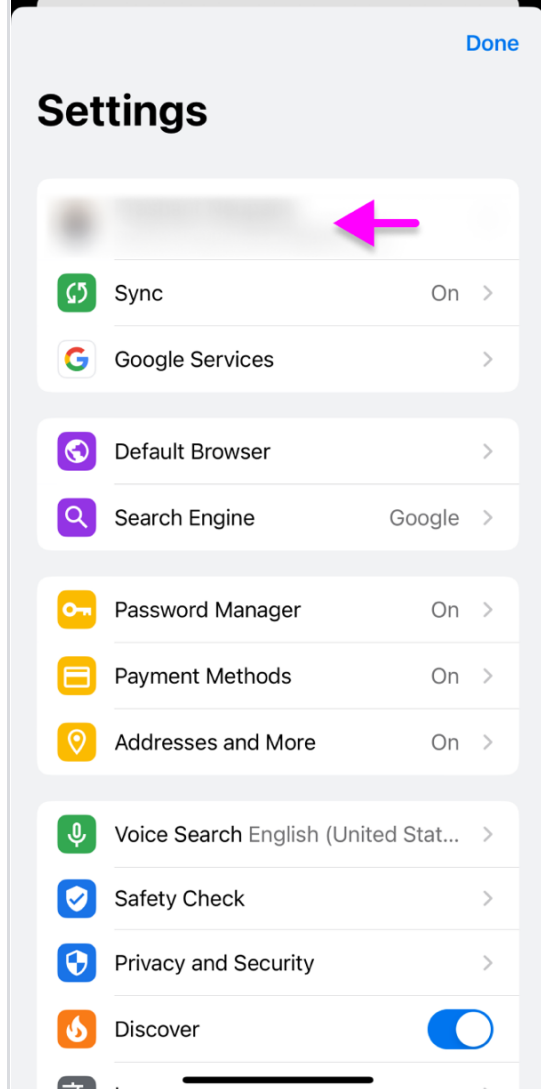 Done
Settings
Sync On
Google Services
Default Browser
Search Engine Google
Password Manager On
Payment Methods On
Addresses and More On
Voice Search English (United Stat...
Safety Check
Privacy and Security
Discover